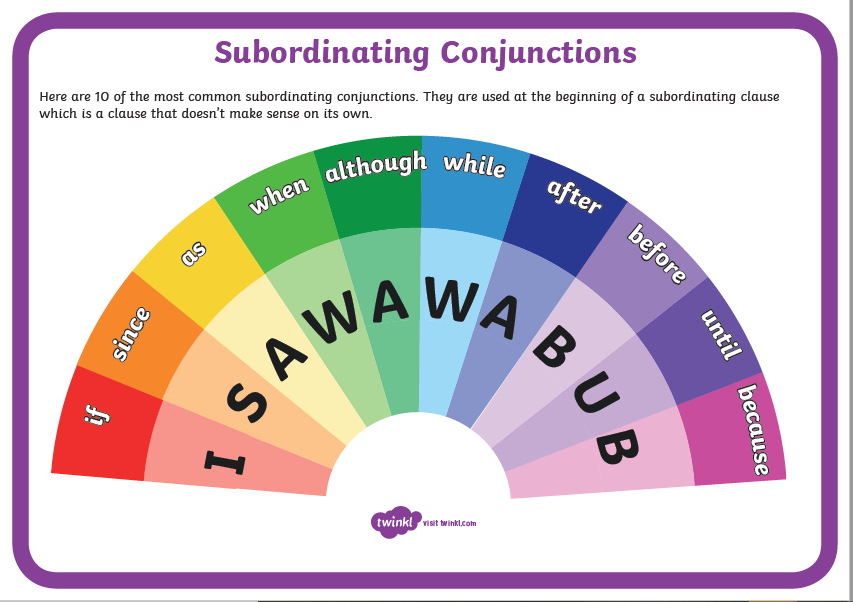 Subordinating Conjunctions
Here are 10 of the most common subordinating conjunctions. They are used at the beginning of a subordinating clause
which is a clause that doesn't make sense on its own.
if
since
as
when
although
while
after
before
until
because
I
S
A
W
A
W
A
B
U
B
twinkl
visit twinkl.com